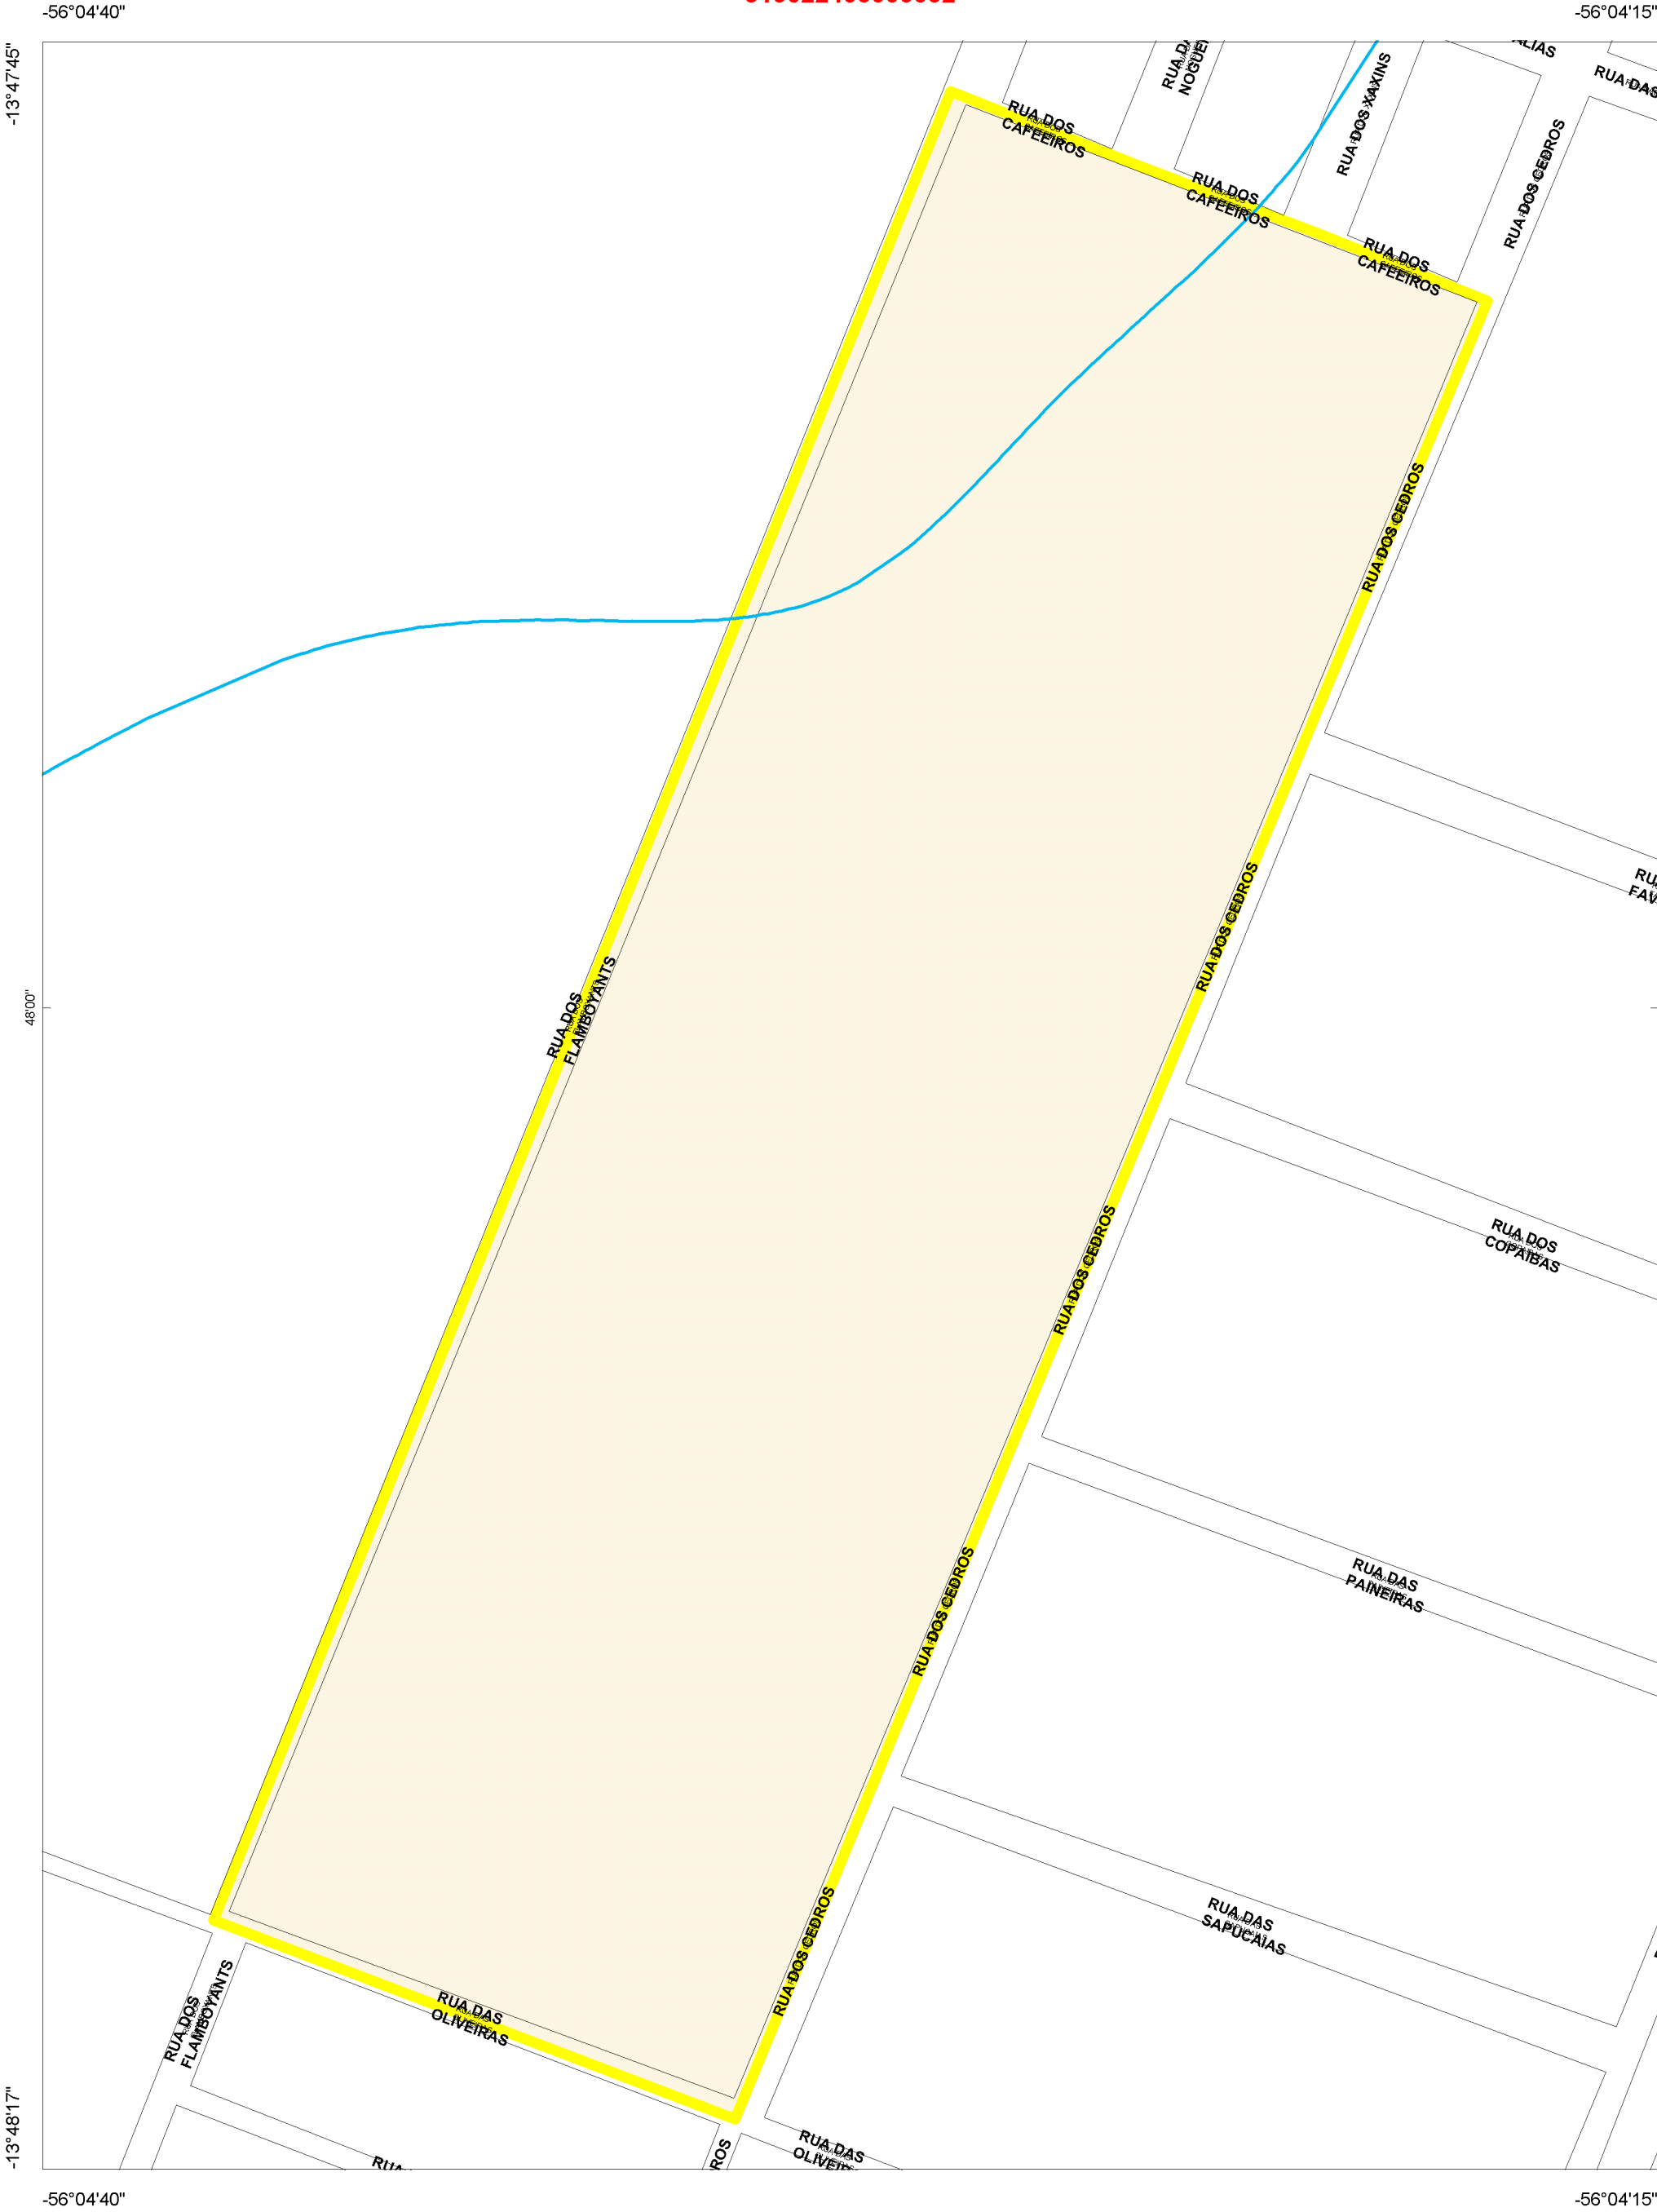 -56°04'40"
-56°04'15"
-13°47'45"
RUA DOS
CAFEEIROS
RUA DOS XAXINS
RUA DAS
RUA DOS CEDROS
RUA DOS
CAFEEIROS
RUA DOS
CAFEEIROS
RUA DOS CEDROS
RUA DOS CEDROS
48'00"
RUA DOS
FLAMBOYANTS
RUA DOS CEDROS
RUA DOS
COPAIBAS
RUA DOS CEDROS
RUA DAS
PAINEIRAS
RUA DOS CEDROS
RUA DAS
SAPUCAIAS
RUA DOS
FLAMBOYANTS
RUA DAS
OLIVEIRAS
RUA DAS
-13°48'17"
-56°04'40"
-56°04'15"